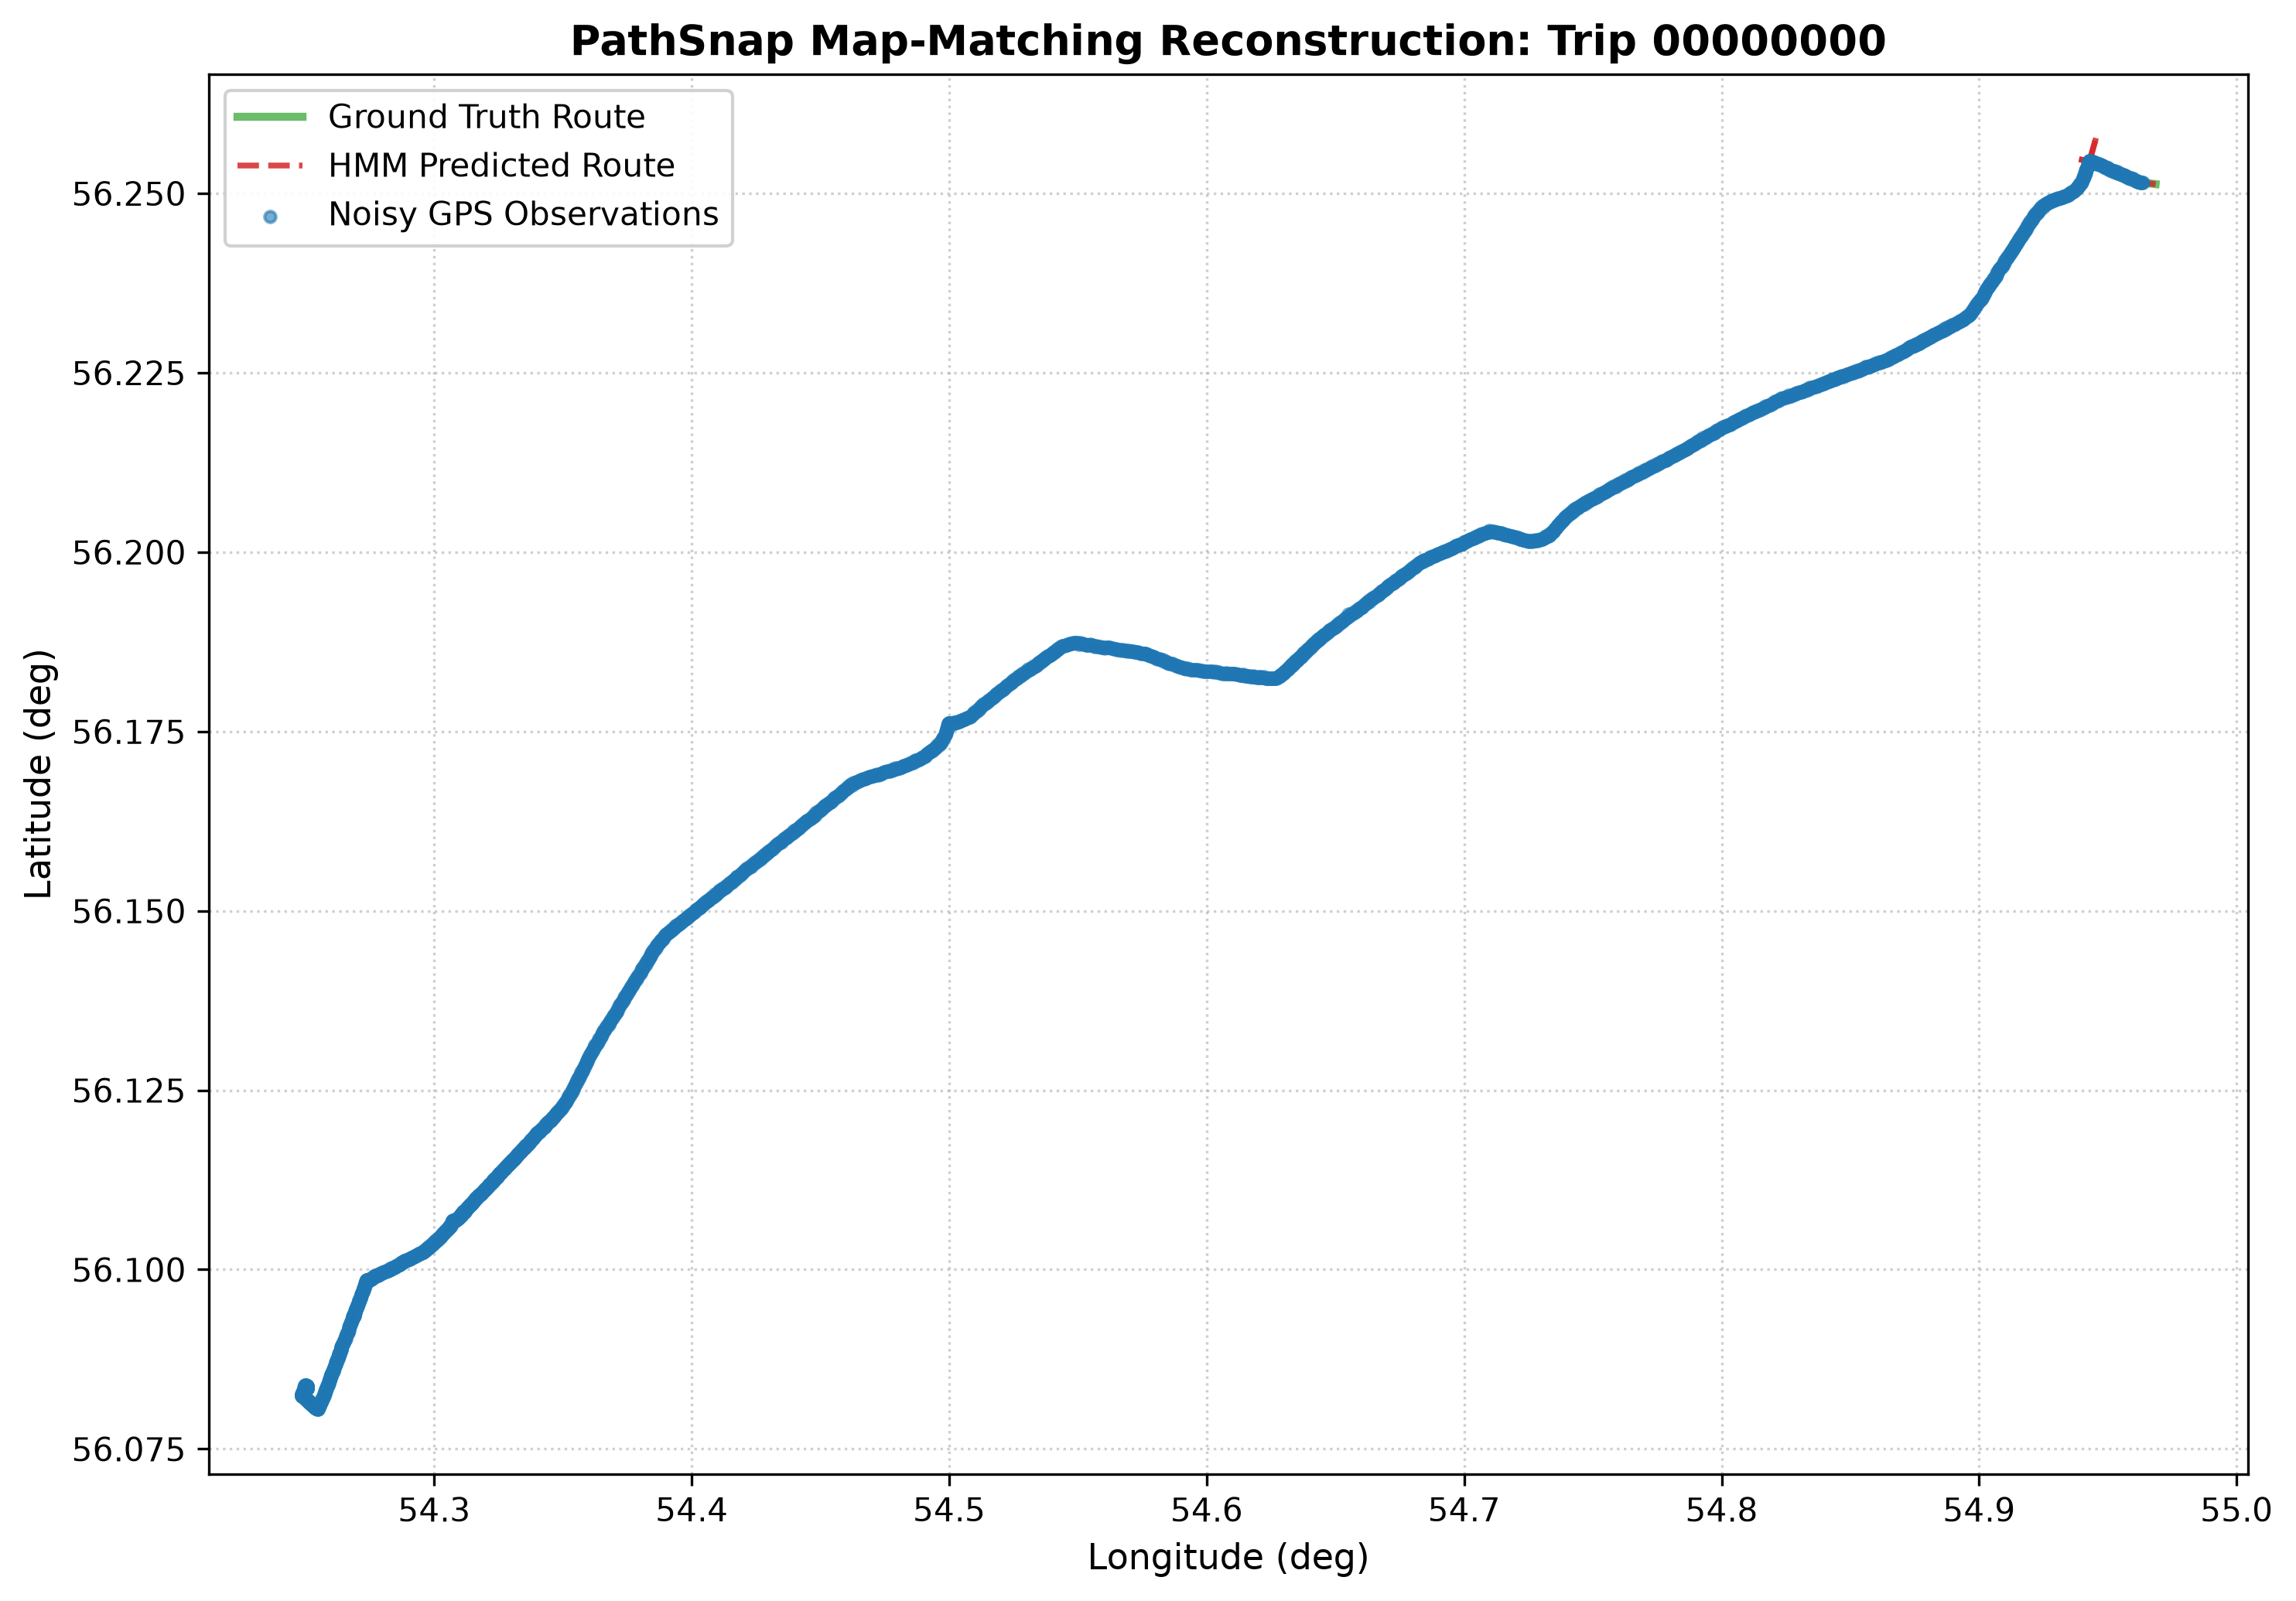 PathSnap Map-Matching Reconstruction: Trip 00000000
Ground Truth Route
HMM Predicted Route
Noisy GPS Observations
56.250
56.225
56.200
56.175
56.150
56.125
56.100
56.075
Latitude (deg)
54.3 54.4 54.5 54.6 54.7 54.8 54.9 55.0
Longitude (deg)